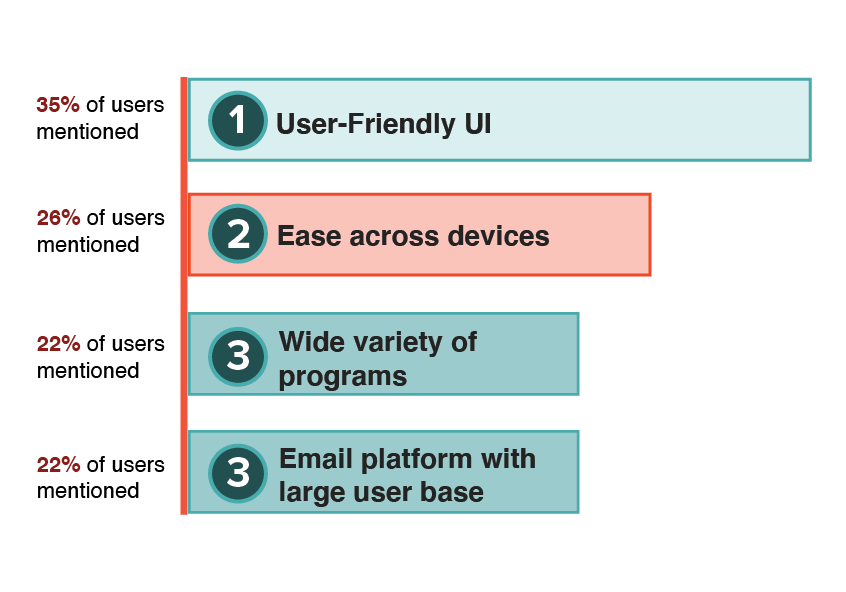 35% of users
mentioned
1
User-Friendly UI
26% of users
mentioned
2
Ease across devices
22% of users
mentioned
3
Wide variety of
programs
22% of users
mentioned
3
Email platform with
large user base